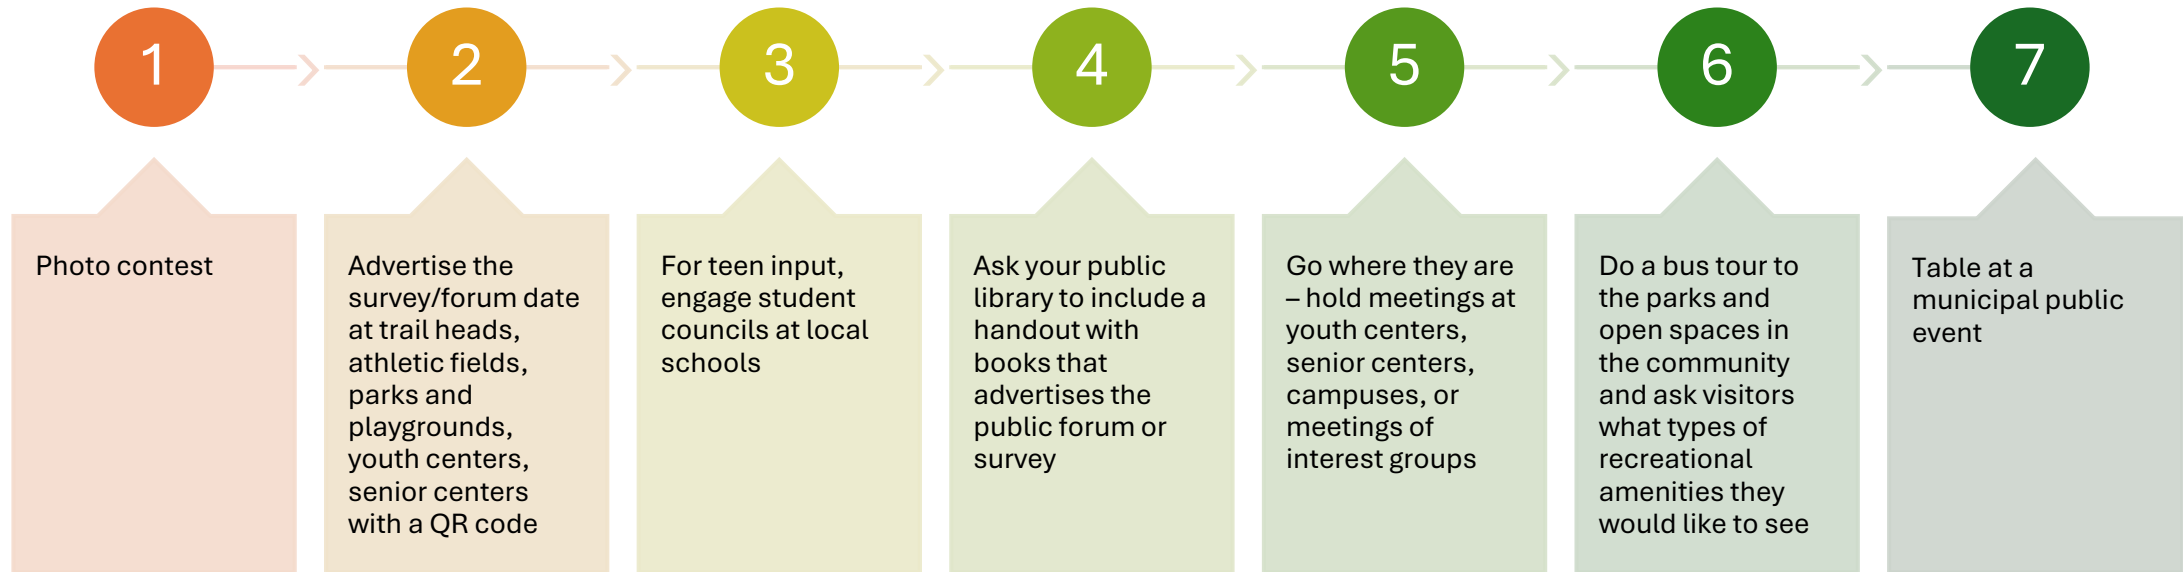 1
2
3
4
5
6
7
Photo contest
Advertise the
survey/forum date
at trail heads,
athletic fields,
parks and
playgrounds,
youth centers,
senior centers
with a QR code
For teen input,
engage student
councils at local
schools
Ask your public
library to include a
handout with
books that
advertises the
public forum or
survey
Go where they are
– hold meetings at
youth centers,
senior centers,
campuses, or
meetings of
interest groups
Do a bus tour to
the parks and
open spaces in
the community
and ask visitors
what types of
recreational
amenities they
would like to see
Table at a
municipal public
event